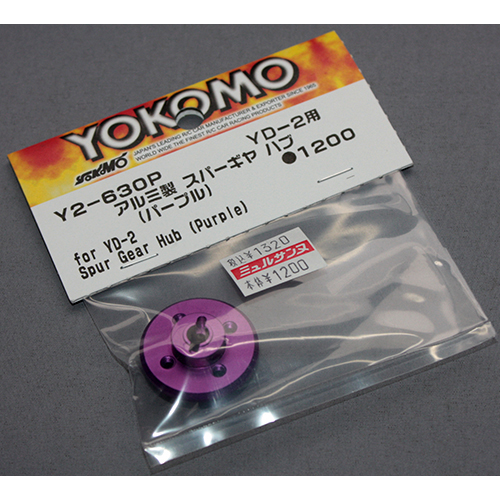 YOKOMO
JAPAN'S LEADING R/C CAR MANUFACTURER & EXPORTER SINCE 1965
WORLD WIDE THE FINEST R/C CAR RACING PRODUCTS
YOKOMO
Y2-630P YD-2用
アルミ製 スパーギヤ ハブ ●1200
(パープル)
for YD-2
Spur Gear Hub (Purple)
税込¥1320
ミュルサンヌ
本体¥1200